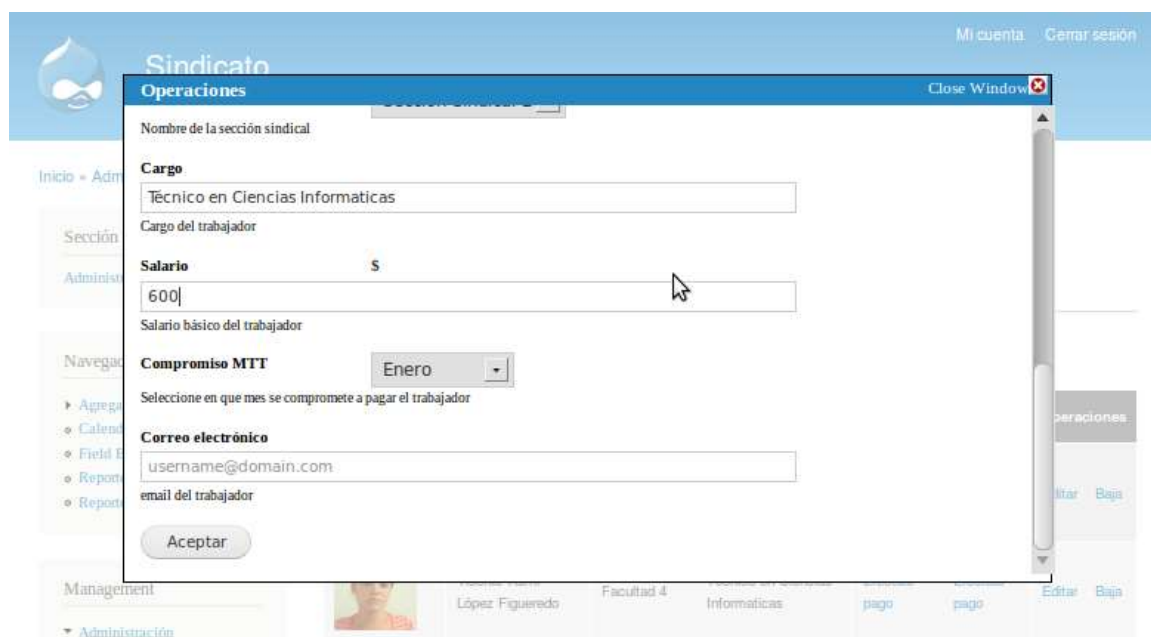 Mi cuenta Cerrar sesión
Sindicato
Operaciones Close Window
Nombre de la sección sindical
Inicio » Adm
Cargo
Técnico en Ciencias Informaticas
Cargo del trabajador
Sección
Salario $
Administ
600
Salario básico del trabajador
Navegac
Compromiso MTT Enero
Seleccione en que mes se compromete a pagar el trabajador
Agrega
Calend
Correo electrónico
peraciones
Field E
username@domain.com
Report
email del trabajador
Report
ditar Baja
Aceptar
Management
López Figueredo
Facultad 4
Informaticas
pago
pago
Editar Baja
Administración